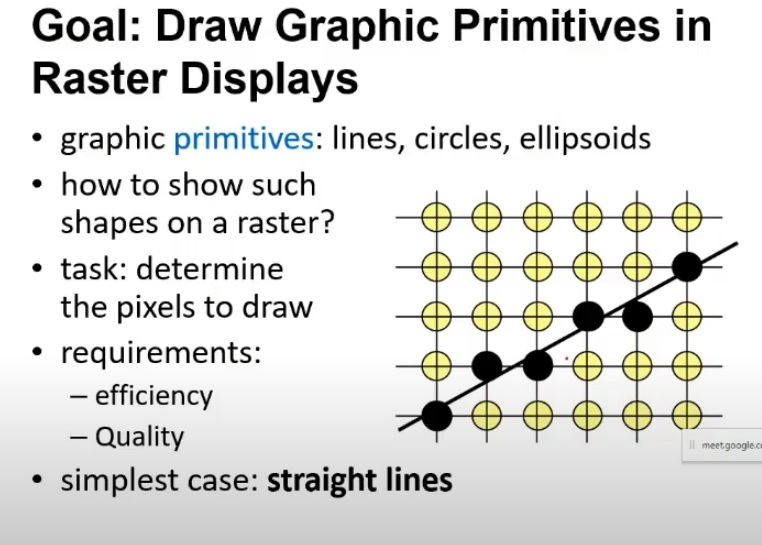 Goal: Draw Graphic Primitives in
Raster Displays
• graphic primitives: lines, circles, ellipsoids
• how to show such
shapes on a raster?
• task: determine
the pixels to draw
• requirements:
– efficiency
– Quality
• simplest case: straight lines
meet.google.c